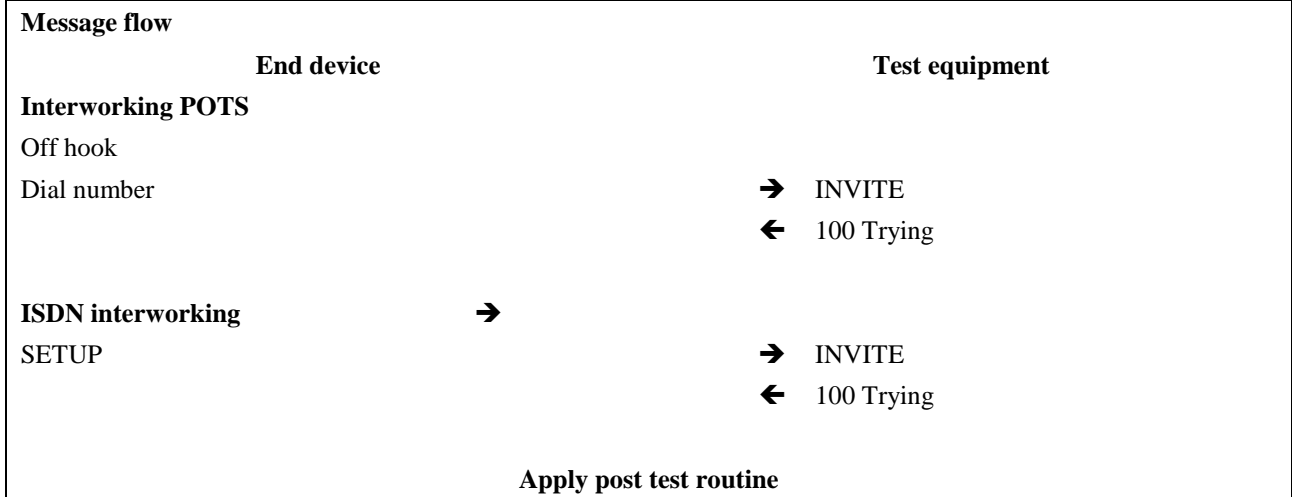 Message flow
End device Test equipment
Interworking POTS
Off hook
Dial number ➔ INVITE
🡸 100 Trying
ISDN interworking ➔
SETUP ➔ INVITE
🡸 100 Trying
Apply post test routine